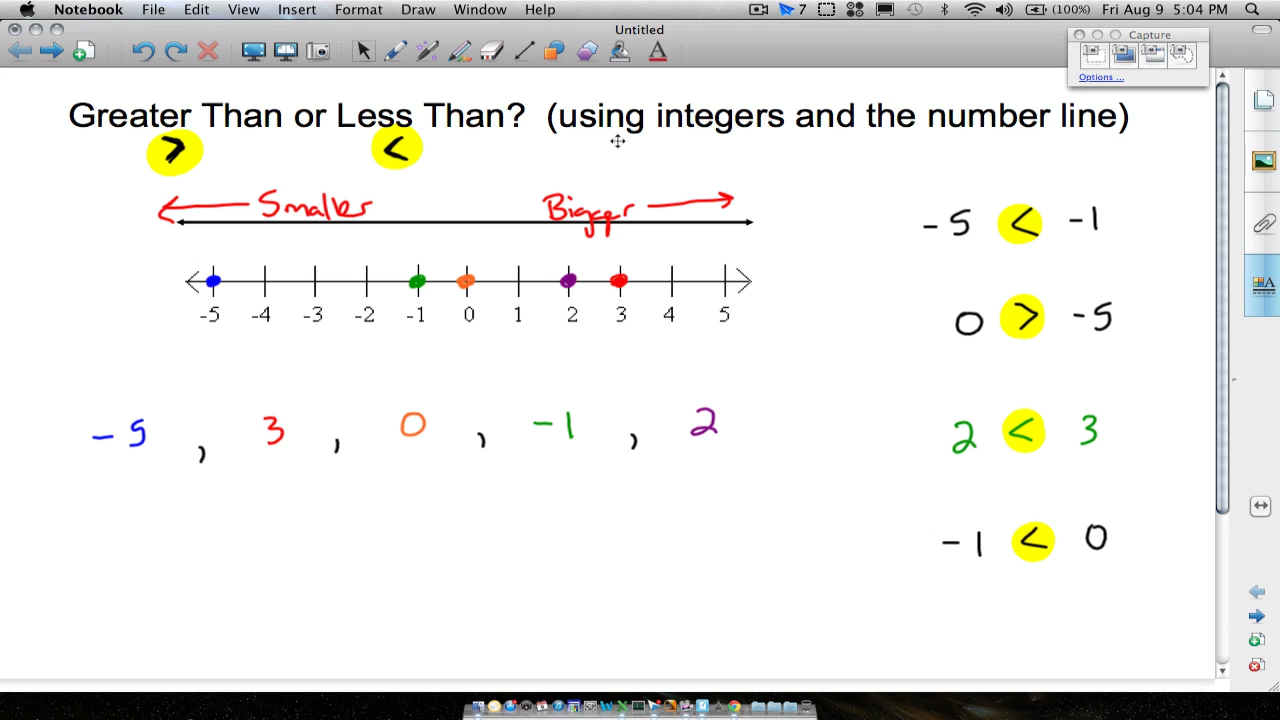 Notebook File Edit View Insert Format Draw Window Help 7 (100%) Fri Aug 9 5:04 PM
Untitled
Capture
Options ...
Greater Than or Less Than? (using integers and the number line)
> <
Smaller Bigger
-5 < -1
-5 -4 -3 -2 -1 0 1 2 3 4 5
0 > -5
-5 , 3 , 0 , -1 , 2
2 < 3
-1 < 0